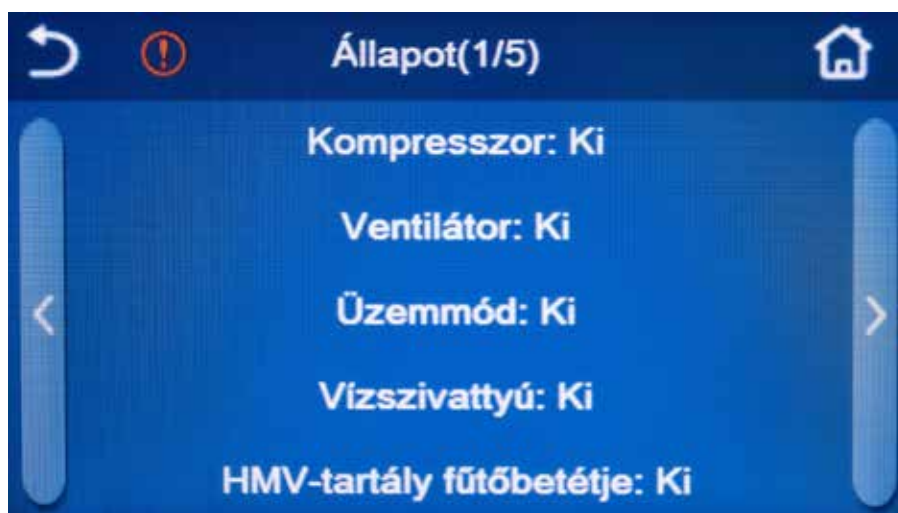 Állapot(1/5)
Kompresszor: Ki
Ventilátor: Ki
Üzemmód: Ki
Vízszivattyú: Ki
HMV-tartály fűtőbetétje: Ki